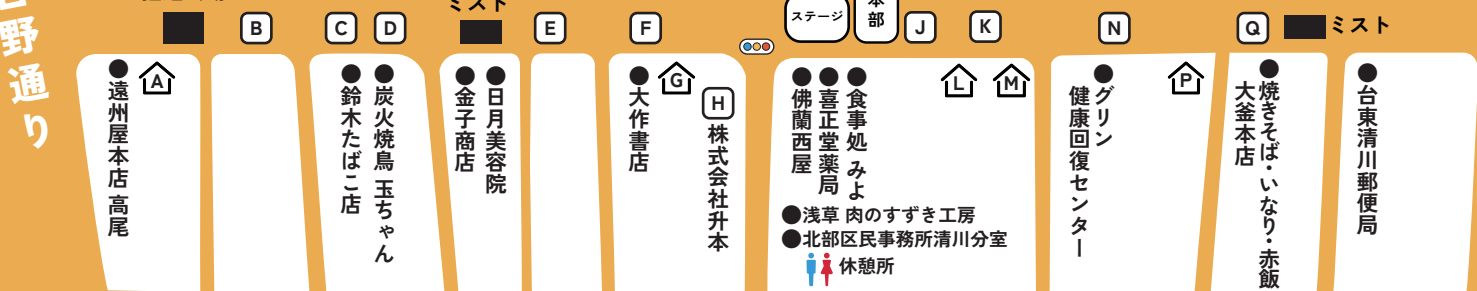 野通り
ミスト
ステージ
本部
B
C
D
E
F
J
K
N
Q
ミスト
遠州屋本店 高尾
A
鈴木たばこ店
炭火焼鳥 玉ちゃん
金子商店
日月美容院
大作書店
G
H
株式会社升本
佛蘭西屋
喜正堂薬局
食事処 みよ
浅草 肉のすずき工房
北部区民事務所清川分室
休憩所
L
M
グリン
健康回復センター
P
焼きそば・いなり・赤飯
大釜本店
台東清川郵便局